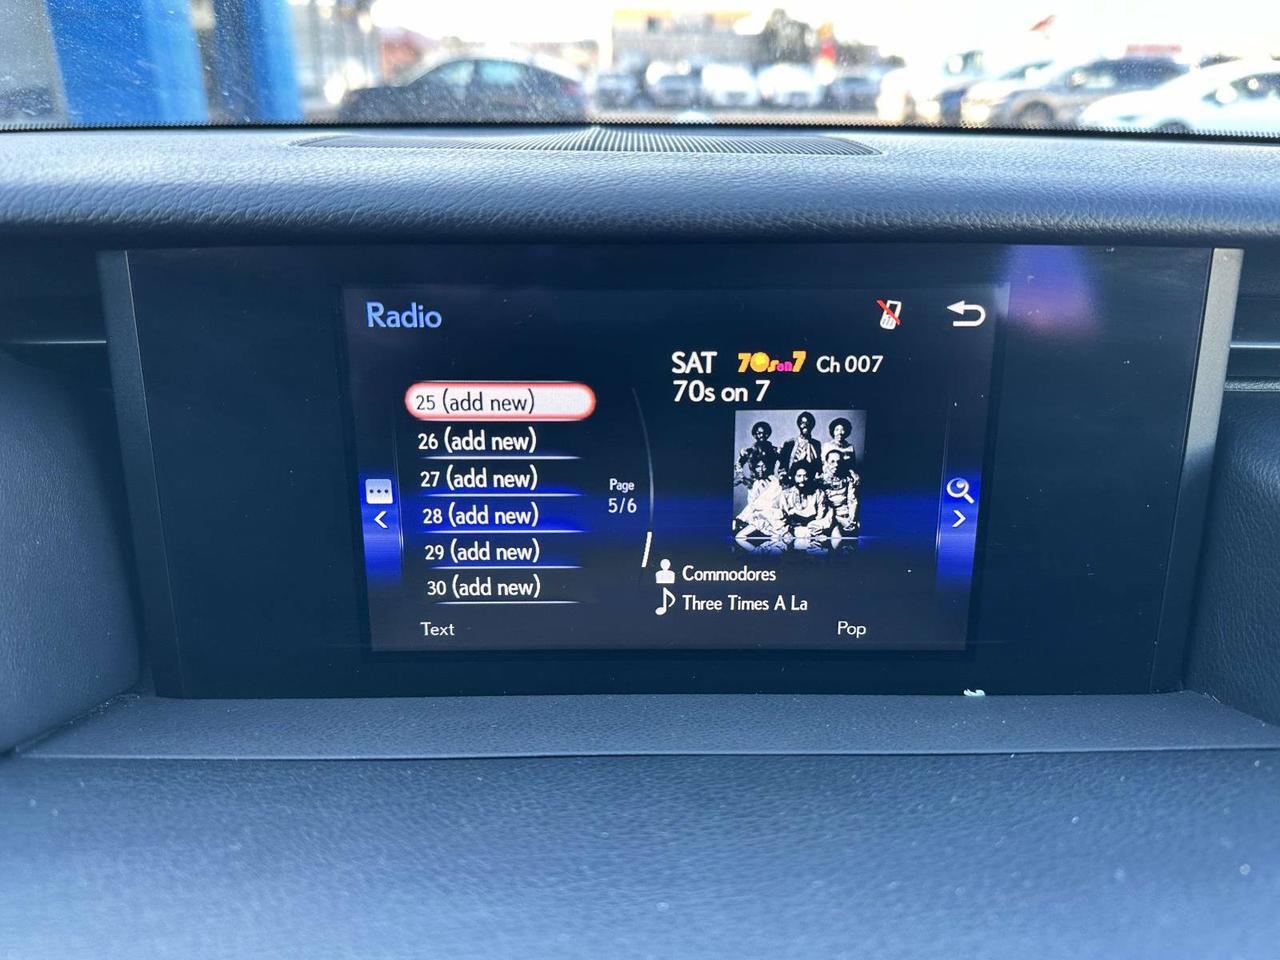 Radio
SAT 70s on 7 Ch 007
70s on 7
25 (add new)
26 (add new)
27 (add new)
28 (add new)
29 (add new)
30 (add new)
Page
5/6
Commodores
Three Times A La
Text
Pop